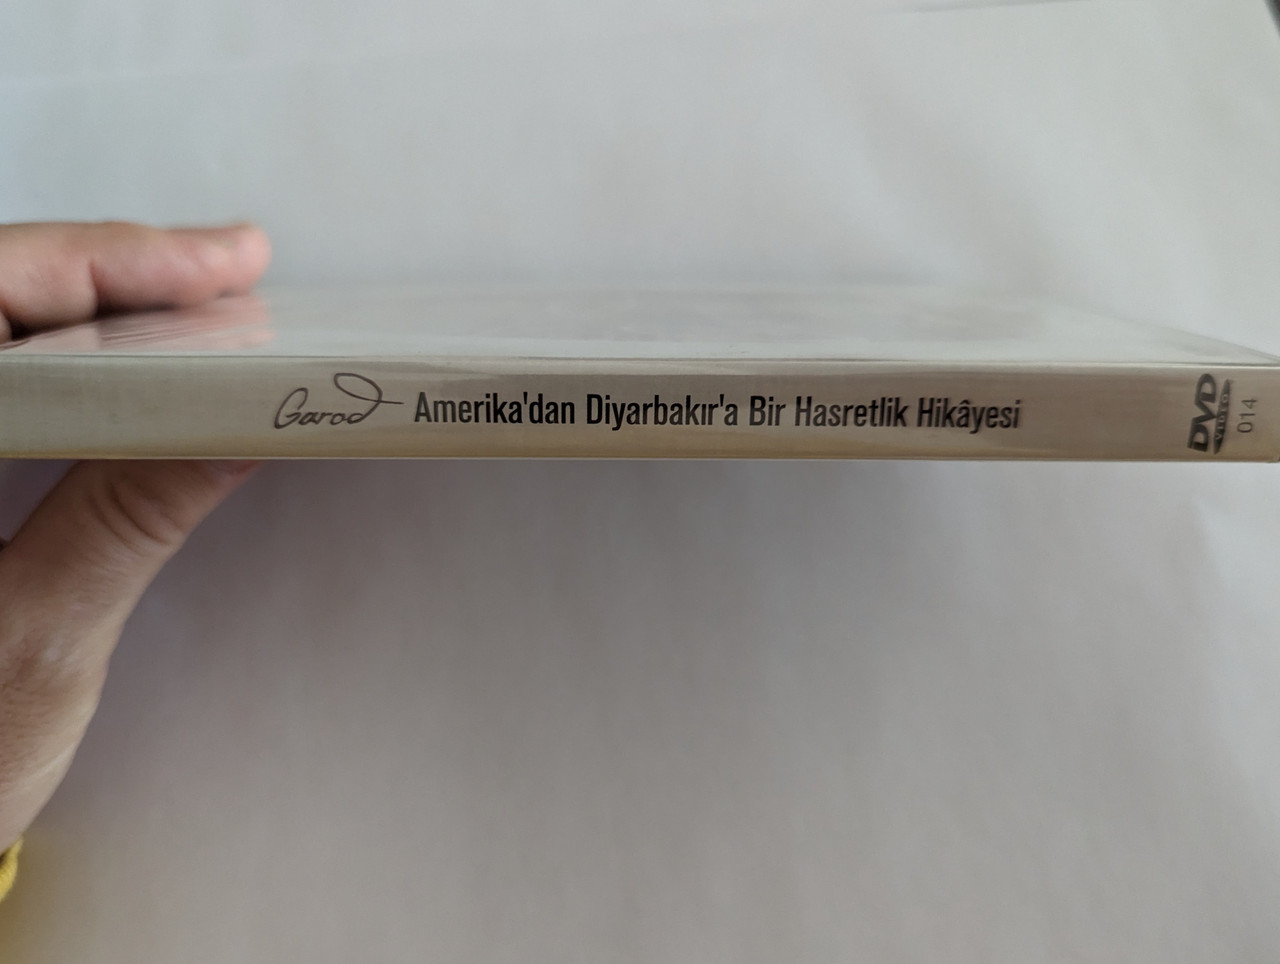 Garod Amerika'dan Diyarbakır'a Bir Hasretlik Hikâyesi
DVD
VIDEO
014